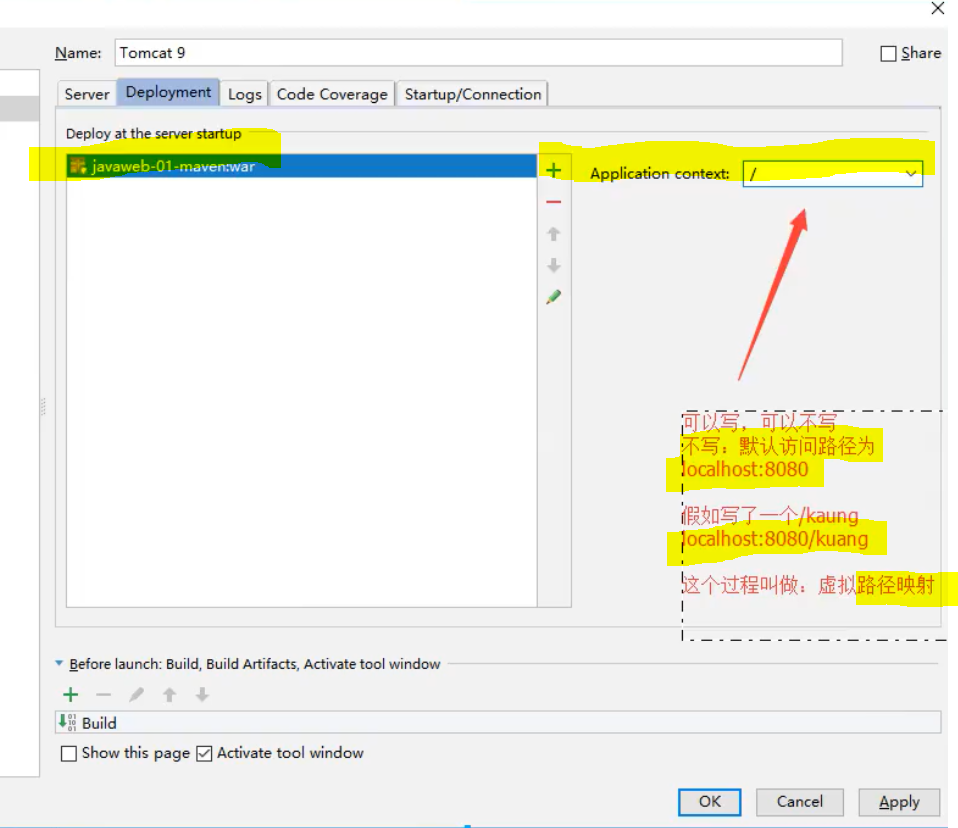 Name: Tomcat 9 Share
Server Deployment Logs Code Coverage Startup/Connection
Deploy at the server startup
javaweb-01-maven:war
Application context: /
可以写，可以不写
不写：默认访问路径为
localhost:8080
假如写了一个/kaung
localhost:8080/kuang
这个过程叫做：虚拟路径映射
Before launch: Build, Build Artifacts, Activate tool window
Build
Show this page Activate tool window
OK Cancel Apply